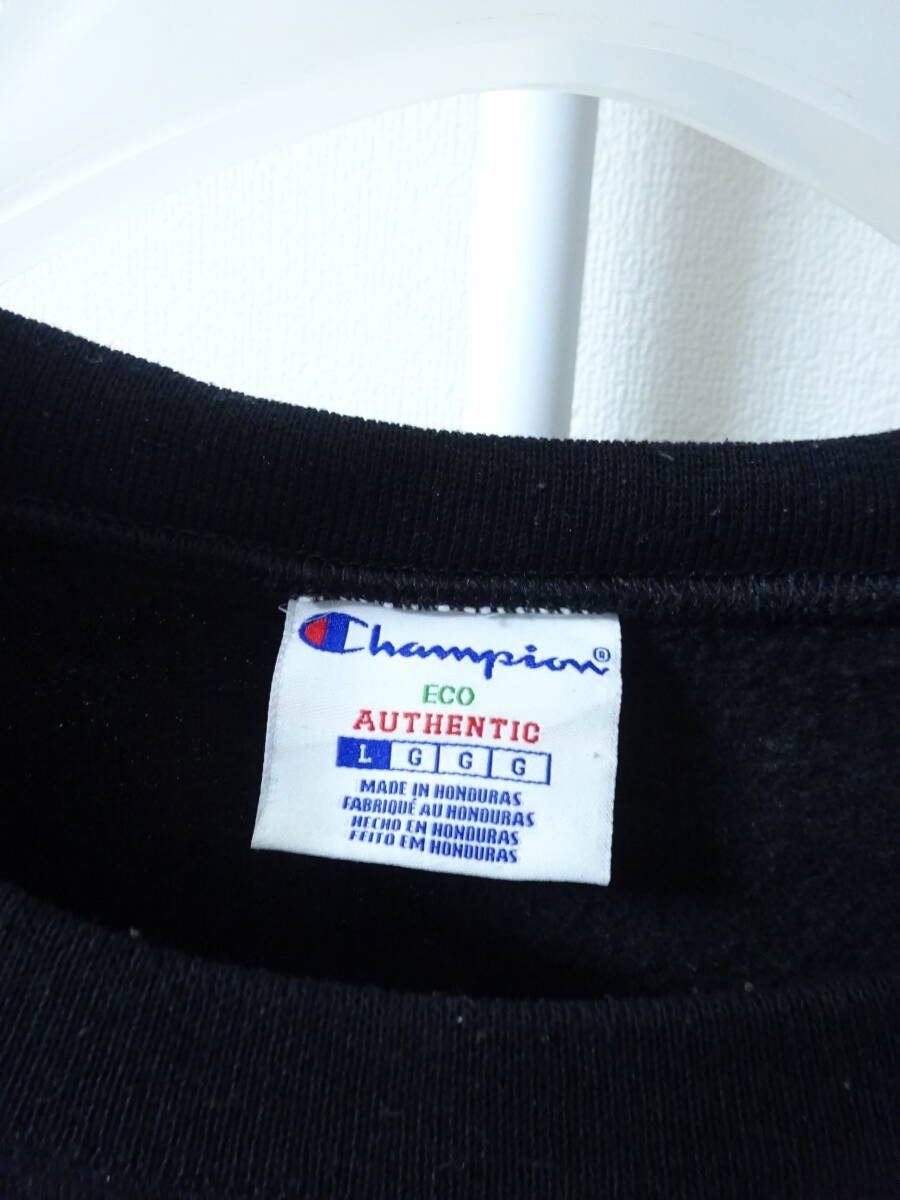 Champion®
ECO
AUTHENTIC
L G G G
MADE IN HONDURAS
FABRIQUÉ AU HONDURAS
HECHO EN HONDURAS
FEITO EM HONDURAS